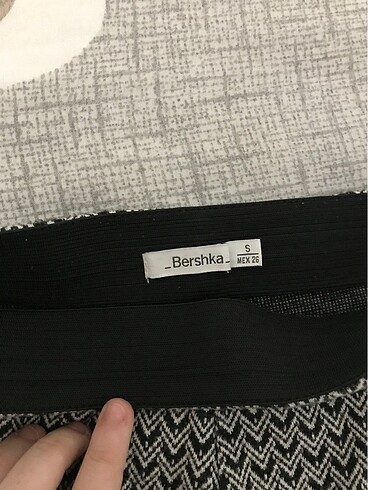 _Bershka_
S
MEX 26